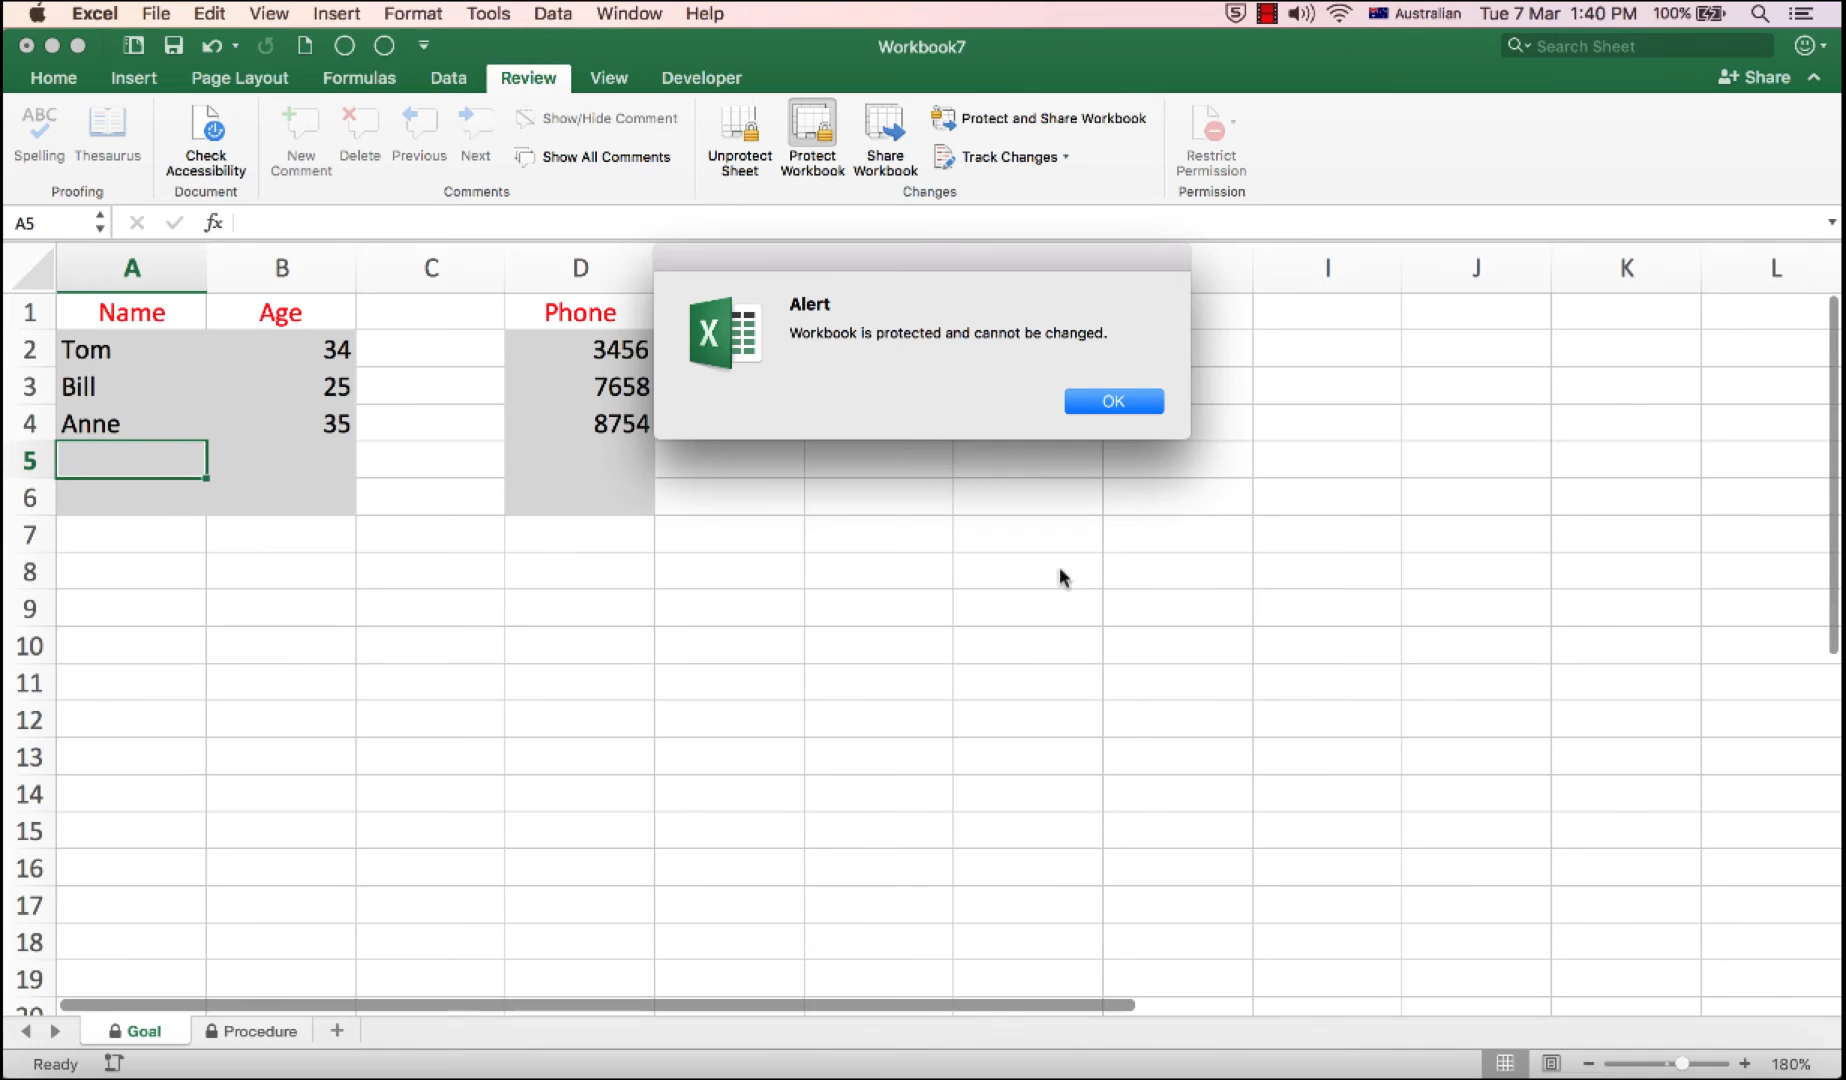 Excel File Edit View Insert Format Tools Data Window Help Australian Tue 7 Mar 1:40 PM 100%
Workbook7 Search Sheet
Home Insert Page Layout Formulas Data Review View Developer Share
ABC Show/Hide Comment Protect and Share Workbook
Spelling Thesaurus Check Accessibility New Comment Delete Previous Next Show All Comments Unprotect Sheet Protect Workbook Share Workbook Track Changes Restrict Permission
Proofing Document Comments Changes Permission
A5 fx
A B C D I J K L
1 Name Age Phone
2 Tom 34 3456
3 Bill 25 7658
4 Anne 35 8754
5
6
7
8
9
10
11
12
13
14
15
16
17
18
19
20
Alert
Workbook is protected and cannot be changed.
OK
Goal Procedure +
Ready 180%